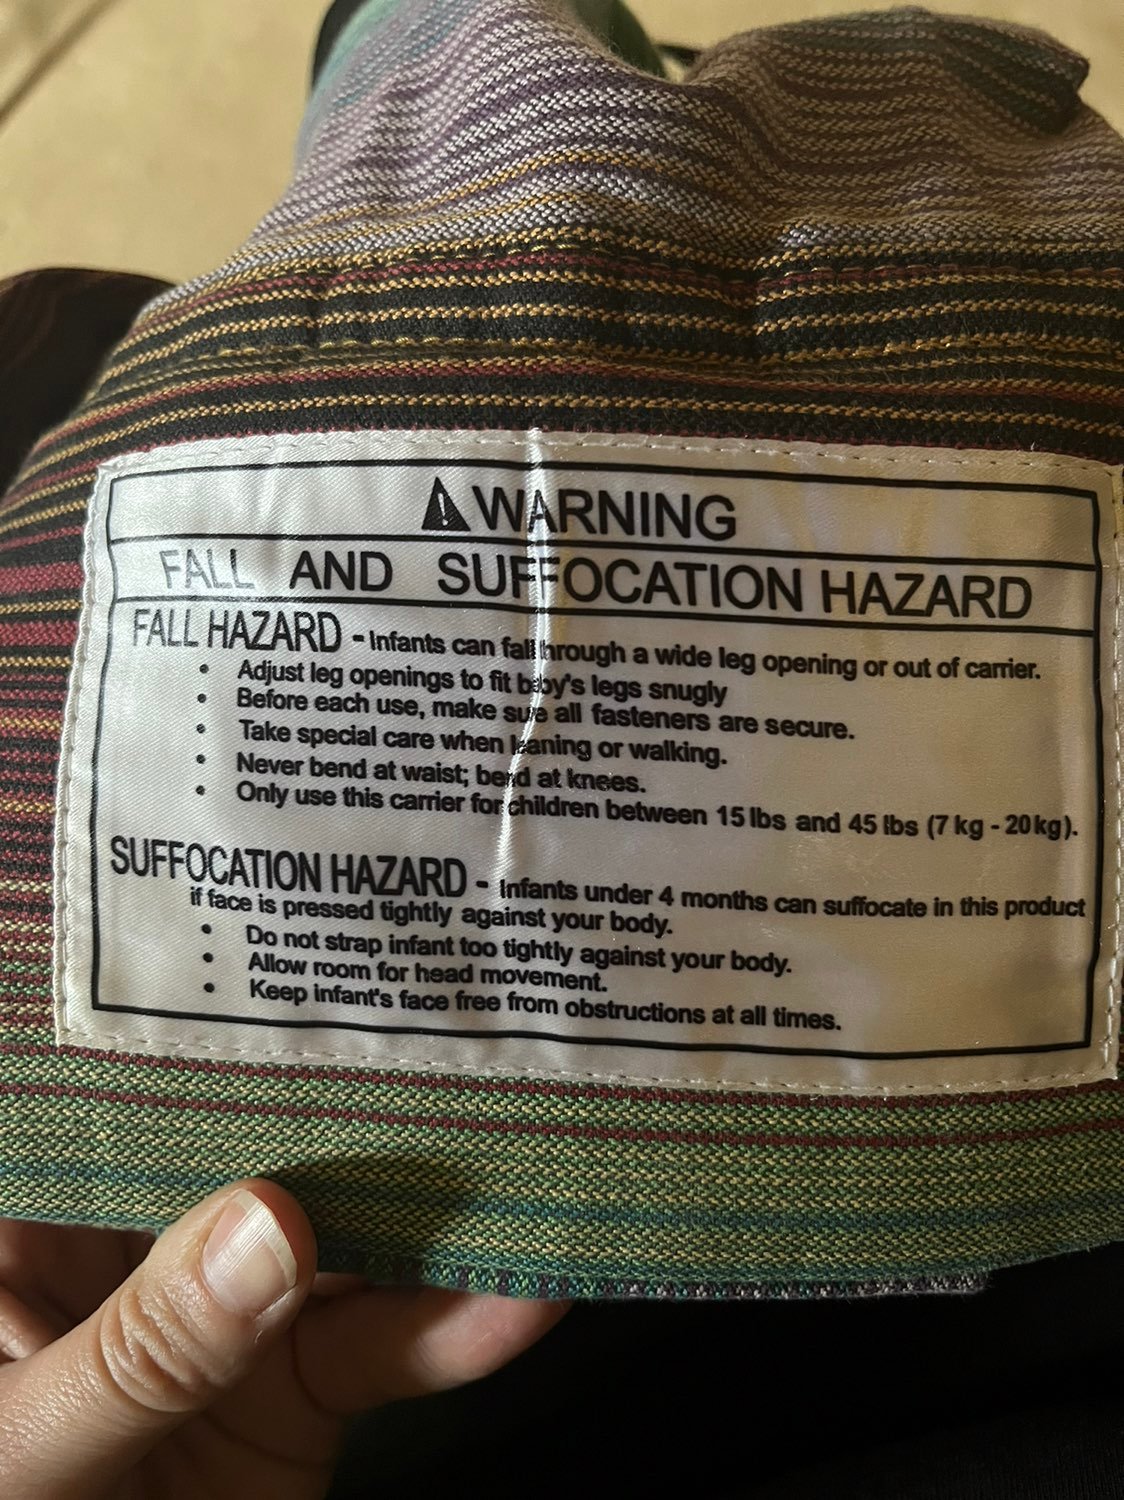 WARNING
FALL AND SUFFOCATION HAZARD
FALL HAZARD - Infants can fall through a wide leg opening or out of carrier.
• Adjust leg openings to fit baby's legs snugly
• Before each use, make sure all fasteners are secure.
• Take special care when leaning or walking.
• Never bend at waist; bend at knees.
• Only use this carrier for children between 15 lbs and 45 lbs (7 kg - 20 kg).
SUFFOCATION HAZARD - Infants under 4 months can suffocate in this product
if face is pressed tightly against your body.
• Do not strap infant too tightly against your body.
• Allow room for head movement.
• Keep infant's face free from obstructions at all times.